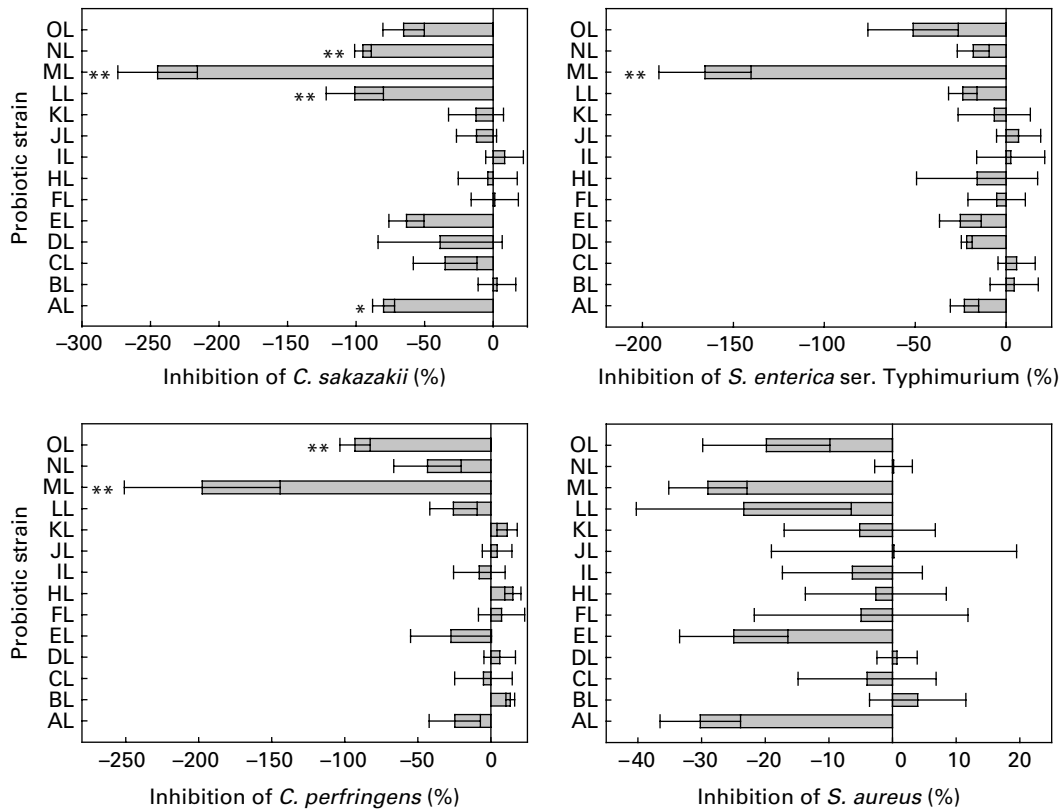 OL
NL
ML
LL
KL
JL
IL
HL
FL
EL
DL
CL
BL
AL
Probiotic strain
**
**
**
*
–300 –250 –200 –150 –100 –50 0
Inhibition of C. sakazakii (%)
OL
NL
ML
LL
KL
JL
IL
HL
FL
EL
DL
CL
BL
AL
**
–200 –150 –100 –50 0
Inhibition of S. enterica ser. Typhimurium (%)
OL
NL
ML
LL
KL
JL
IL
HL
FL
EL
DL
CL
BL
AL
Probiotic strain
**
**
–250 –200 –150 –100 –50 0
Inhibition of C. perfringens (%)
OL
NL
ML
LL
KL
JL
IL
HL
FL
EL
DL
CL
BL
AL
–40 –30 –20 –10 0 10 20
Inhibition of S. aureus (%)